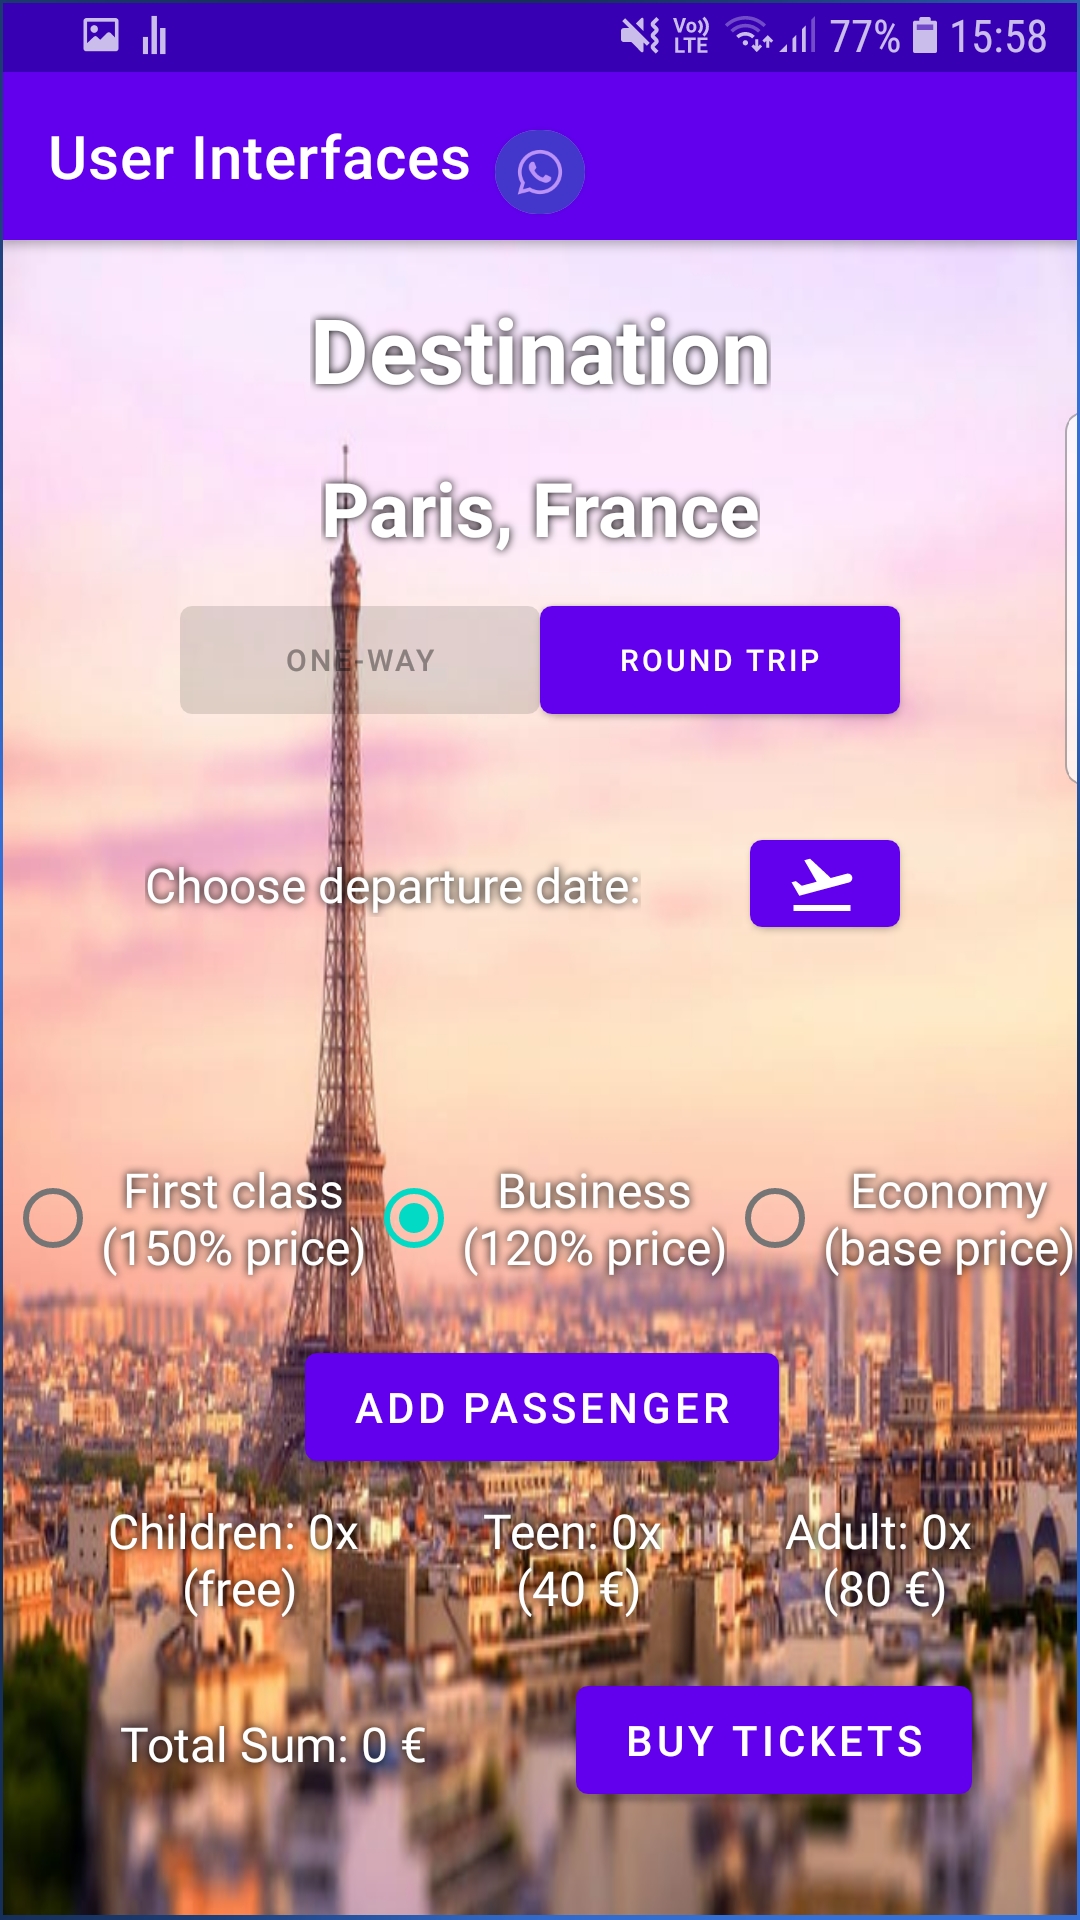 Vo)) LTE 77% 15:58
User Interfaces
Destination
Paris, France
ONE-WAY ROUND TRIP
Choose departure date:
First class Business Economy
(150% price) (120% price) (base price)
ADD PASSENGER
Children: 0x Teen: 0x Adult: 0x
(free) (40 €) (80 €)
Total Sum: 0 € BUY TICKETS